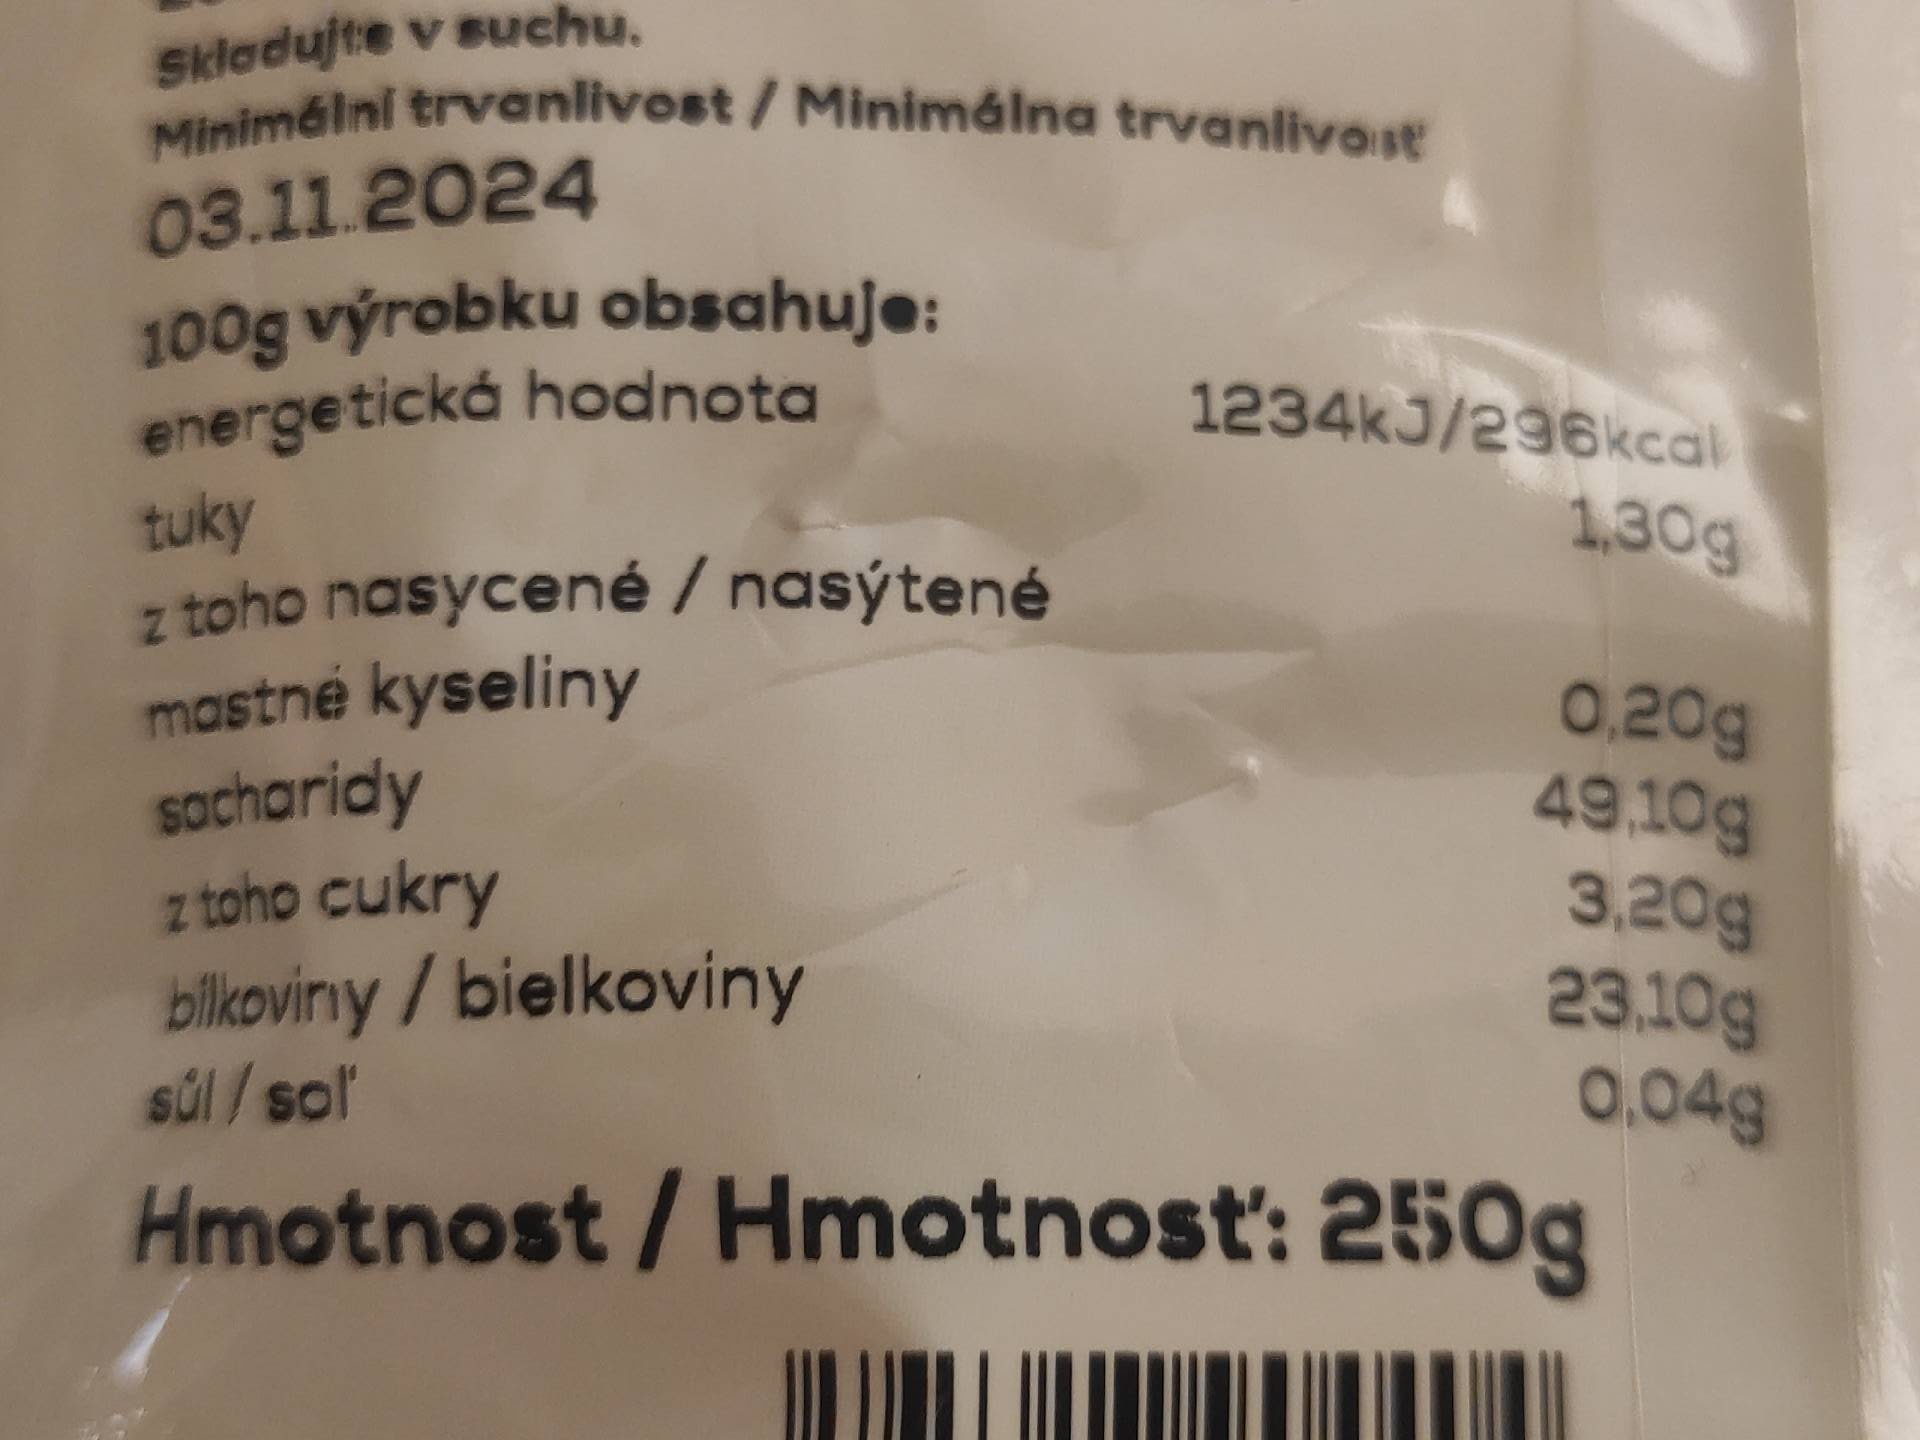 Skladujte v suchu.
Minimální trvanlivost / Minimálna trvanlivosť
03.11.2024
100g výrobku obsahuje:
energetická hodnota 1234kJ/296kcal
tuky 1,30g
z toho nasycené / nasýtené
mastné kyseliny 0,20g
sacharidy 49,10g
z toho cukry 3,20g
bílkoviny / bielkoviny 23,10g
sůl / soľ 0,04g
Hmotnost / Hmotnosť: 250g